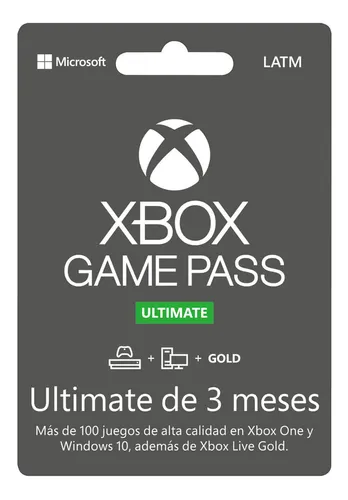 Microsoft
LATM
XBOX
GAME PASS
ULTIMATE
+ + GOLD
Ultimate de 3 meses
Más de 100 juegos de alta calidad en Xbox One y
Windows 10, además de Xbox Live Gold.